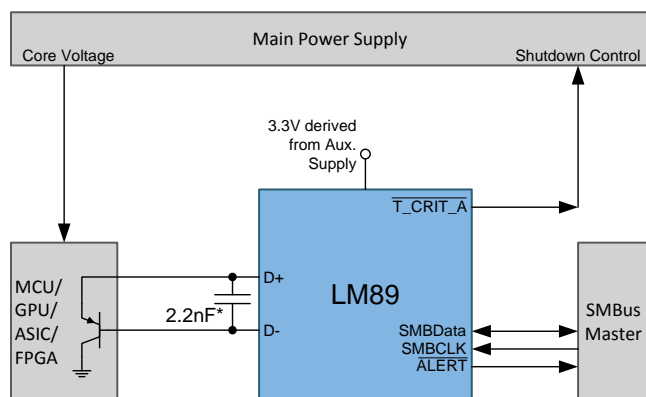 Main Power Supply
Core Voltage
Shutdown Control
3.3V derived
from Aux.
Supply
T_CRIT_A
MCU/
GPU/
ASIC/
FPGA
D+
2.2nF*
D-
LM89
SMBData
SMBCLK
ALERT
SMBus
Master